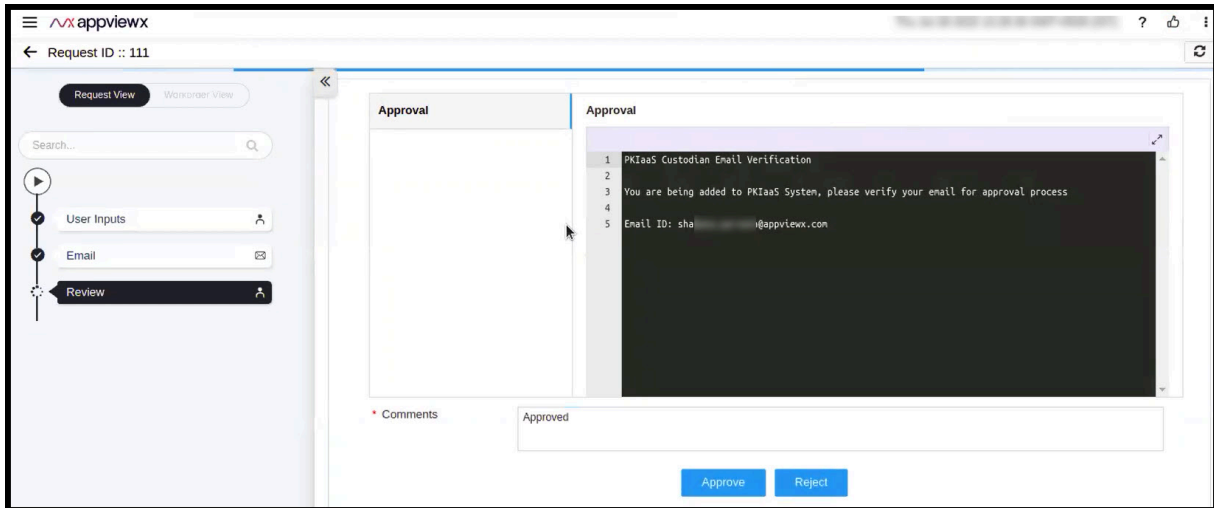 appviewx
?
Request ID :: 111
Request View Workorder View
Search...
User Inputs
Email
Review
Approval
Approval
1 PKIaaS Custodian Email Verification
2
3 You are being added to PKIaaS System, please verify your email for approval process
4
5 Email ID: sha @appviewx.com
* Comments
Approved
Approve Reject